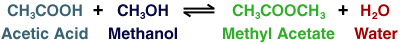 CH₃COOH + CH₃OH ⇌ CH₃COOCH₃ + H₂O
Acetic Acid Methanol Methyl Acetate Water